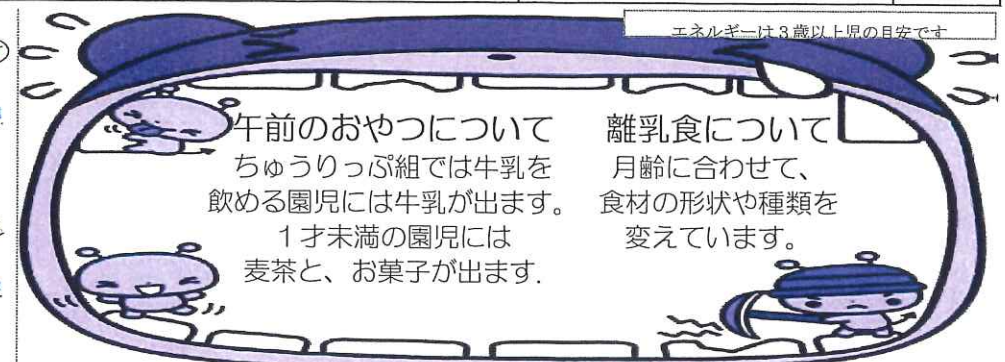 エネルギーは3歳以上児の目安です
午前のおやつについて
ちゅうりっぷ組では牛乳を
飲める園児には牛乳が出ます。
1才未満の園児には
麦茶と、お菓子が出ます.
離乳食について
月齢に合わせて、
食材の形状や種類を
変えています。